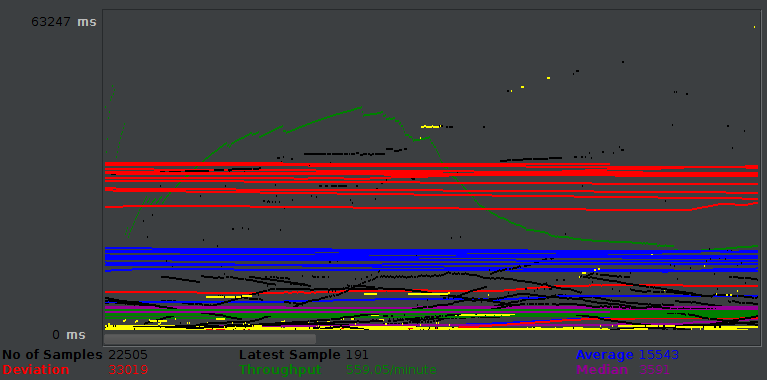 63247 ms
0 ms
No of Samples 22505 Latest Sample 191 Average 15543
Deviation 33019 Throughput 559.05/minute Median